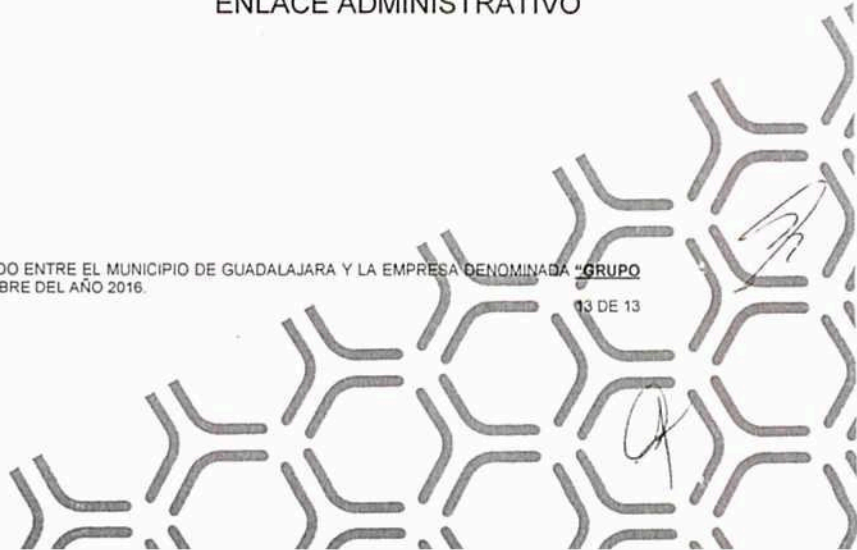 ENLACE ADMINISTRATIVO
DO ENTRE EL MUNICIPIO DE GUADALAJARA Y LA EMPRESA DENOMINADA "GRUPO
BRE DEL AÑO 2016.
13 DE 13